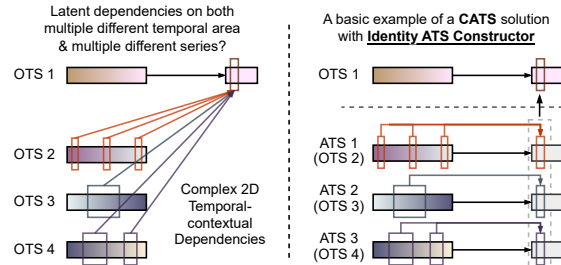 Latent dependencies on both
multiple different temporal area
& multiple different series?
OTS 1
OTS 2
OTS 3
OTS 4
Complex 2D
Temporal-
contextual
Dependencies
A basic example of a CATS solution
with Identity ATS Constructor
OTS 1
ATS 1
(OTS 2)
ATS 2
(OTS 3)
ATS 3
(OTS 4)